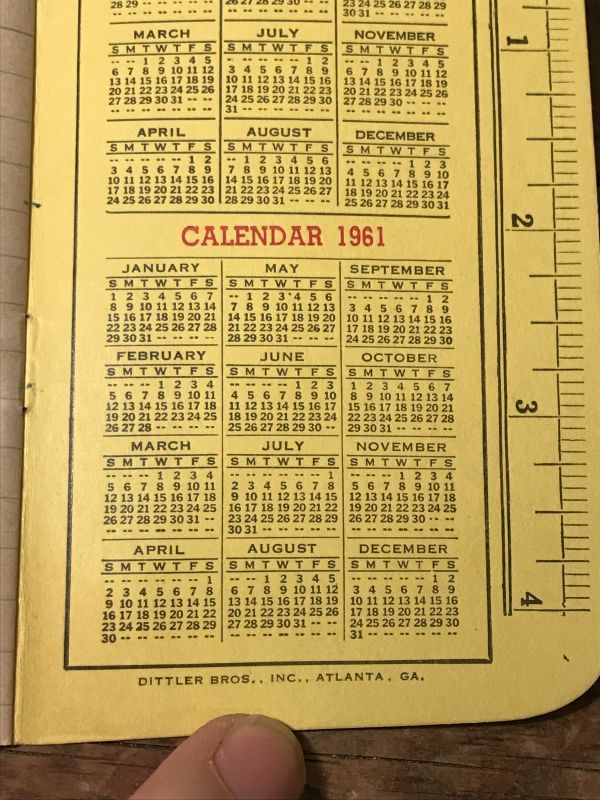 28 29 -- -- -- -- --
26 27 28 29 30 -- --
23 24 25 26 27 28 29
30 31 -- -- -- -- --
MARCH
S M T W T F S
-- -- 1 2 3 4 5
6 7 8 9 10 11 12
13 14 15 16 17 18 19
20 21 22 23 24 25 26
27 28 29 30 31 -- --
-- -- -- -- -- -- --
JULY
S M T W T F S
-- -- -- -- -- 1 2
3 4 5 6 7 8 9
10 11 12 13 14 15 16
17 18 19 20 21 22 23
24 25 26 27 28 29 30
31 -- -- -- -- -- --
NOVEMBER
S M T W T F S
-- -- 1 2 3 4 5
6 7 8 9 10 11 12
13 14 15 16 17 18 19
20 21 22 23 24 25 26
27 28 29 30 -- -- --
-- -- -- -- -- -- --
APRIL
S M T W T F S
-- -- -- -- -- 1 2
3 4 5 6 7 8 9
10 11 12 13 14 15 16
17 18 19 20 21 22 23
24 25 26 27 28 29 30
AUGUST
S M T W T F S
-- 1 2 3 4 5 6
7 8 9 10 11 12 13
14 15 16 17 18 19 20
21 22 23 24 25 26 27
28 29 30 31 -- -- --
DECEMBER
S M T W T F S
-- -- -- -- 1 2 3
4 5 6 7 8 9 10
11 12 13 14 15 16 17
18 19 20 21 22 23 24
25 26 27 28 29 30 31
CALENDAR 1961
JANUARY
S M T W T F S
1 2 3 4 5 6 7
8 9 10 11 12 13 14
15 16 17 18 19 20 21
22 23 24 25 26 27 28
29 30 31 -- -- -- --
MAY
S M T W T F S
-- 1 2 3 4 5 6
7 8 9 10 11 12 13
14 15 16 17 18 19 20
21 22 23 24 25 26 27
28 29 30 31 -- -- --
SEPTEMBER
S M T W T F S
-- -- -- -- -- 1 2
3 4 5 6 7 8 9
10 11 12 13 14 15 16
17 18 19 20 21 22 23
24 25 26 27 28 29 30
FEBRUARY
S M T W T F S
-- -- -- 1 2 3 4
5 6 7 8 9 10 11
12 13 14 15 16 17 18
19 20 21 22 23 24 25
26 27 28 -- -- -- --
JUNE
S M T W T F S
-- -- -- -- 1 2 3
4 5 6 7 8 9 10
11 12 13 14 15 16 17
18 19 20 21 22 23 24
25 26 27 28 29 30 --
OCTOBER
S M T W T F S
1 2 3 4 5 6 7
8 9 10 11 12 13 14
15 16 17 18 19 20 21
22 23 24 25 26 27 28
29 30 31 -- -- -- --
MARCH
S M T W T F S
-- -- -- 1 2 3 4
5 6 7 8 9 10 11
12 13 14 15 16 17 18
19 20 21 22 23 24 25
26 27 28 29 30 31 --
-- -- -- -- -- -- --
JULY
S M T W T F S
-- -- -- -- -- -- 1
2 3 4 5 6 7 8
9 10 11 12 13 14 15
16 17 18 19 20 21 22
23 24 25 26 27 28 29
30 31 -- -- -- -- --
NOVEMBER
S M T W T F S
-- -- -- 1 2 3 4
5 6 7 8 9 10 11
12 13 14 15 16 17 18
19 20 21 22 23 24 25
26 27 28 29 30 -- --
-- -- -- -- -- -- --
APRIL
S M T W T F S
-- -- -- -- -- -- 1
2 3 4 5 6 7 8
9 10 11 12 13 14 15
16 17 18 19 20 21 22
23 24 25 26 27 28 29
30 -- -- -- -- -- --
AUGUST
S M T W T F S
-- -- 1 2 3 4 5
6 7 8 9 10 11 12
13 14 15 16 17 18 19
20 21 22 23 24 25 26
27 28 29 30 31 -- --
-- -- -- -- -- -- --
DECEMBER
S M T W T F S
-- -- -- -- -- 1 2
3 4 5 6 7 8 9
10 11 12 13 14 15 16
17 18 19 20 21 22 23
24 25 26 27 28 29 30
31 -- -- -- -- -- --
DITTLER BROS., INC., ATLANTA, GA.
1
2
3
4